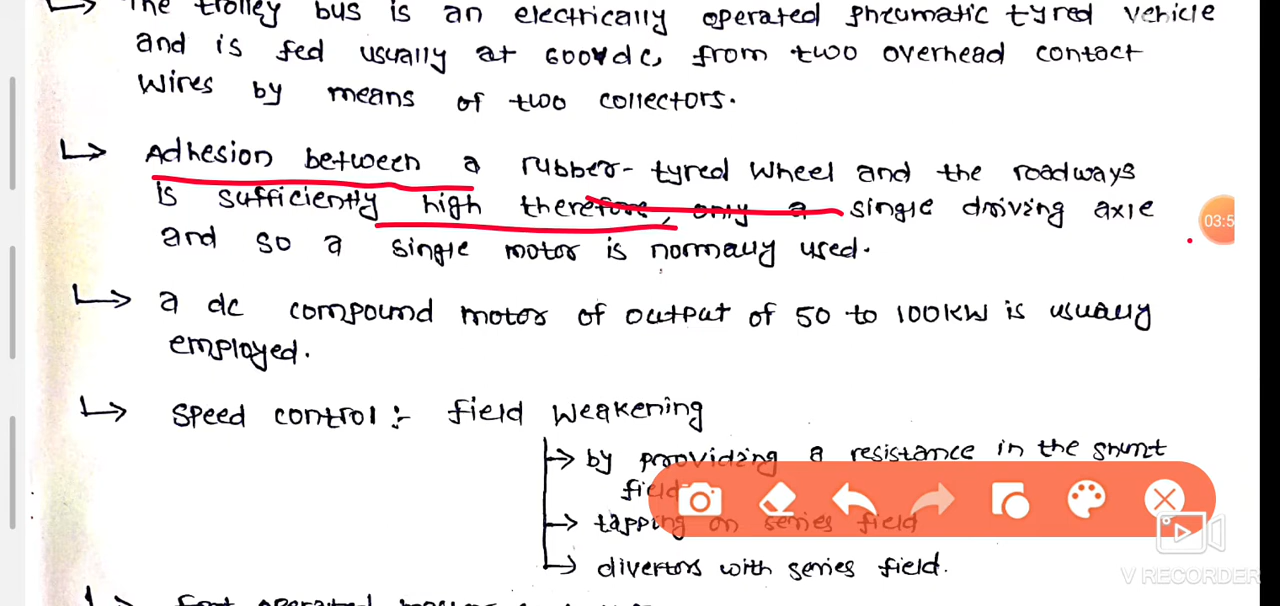 The trolley bus is an electrically operated pneumatic tyred vehicle
and is fed usually at 600V dc, from two overhead contact
wires by means of two collectors.
Adhesion between a rubber-tyred wheel and the roadways
is sufficiently high therefore, only a single driving axie
03:5
and so a single motor is normally used.
a dc compound motor of output of 50 to 100KW is usually
employed.
Speed control:- field weakening
by providing a resistance in the shunt
field
tapping on series field
divertors with series field.
V RECORDER